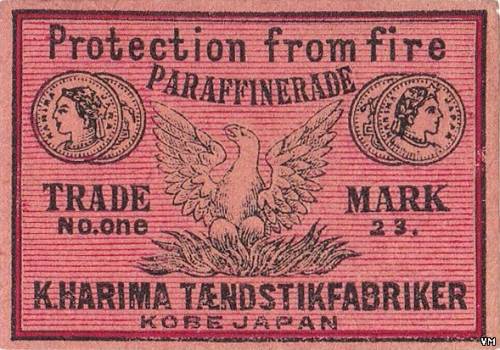 Protection from fire
PARAFFINERADE
TRADE MARK
No.one 23.
K.HARIMA TÆNDSTIKFABRIKER
KOBE JAPAN
VM